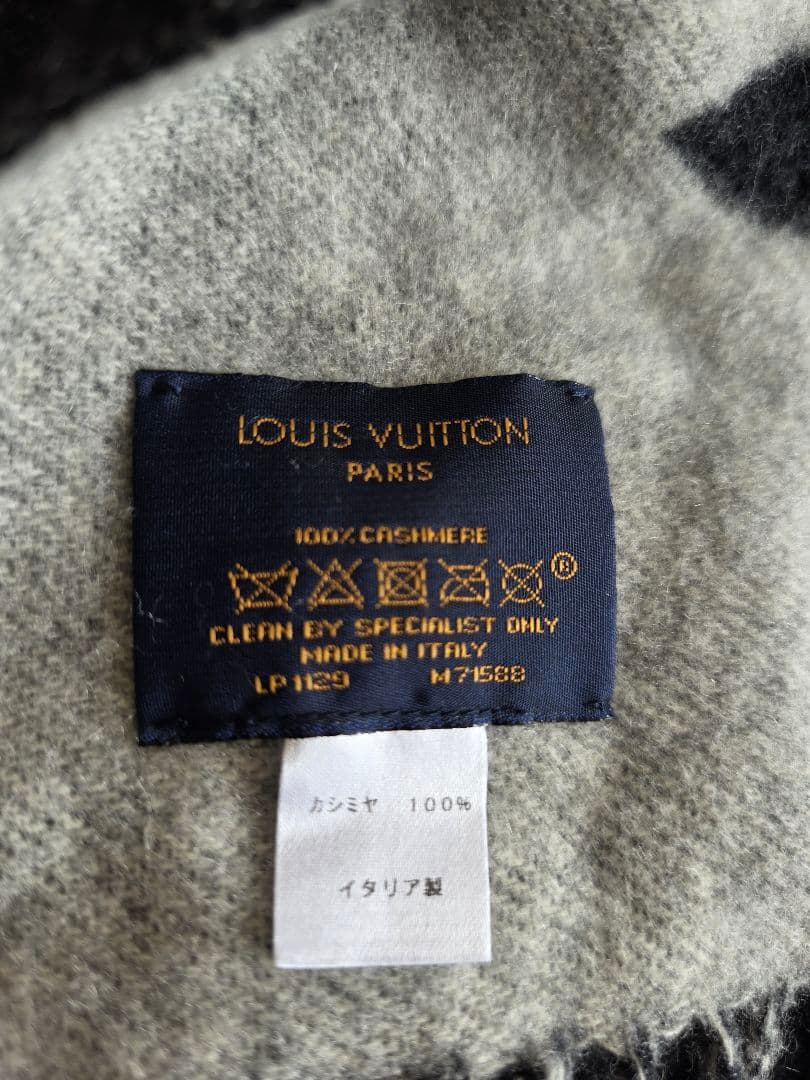 LOUIS VUITTON
PARIS
100% CASHMERE
®
CLEAN BY SPECIALIST ONLY
MADE IN ITALY
LP1129 M71588
カシミヤ 100%
イタリア製